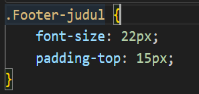 .Footer-judul {
    font-size: 22px;
    padding-top: 15px;
}